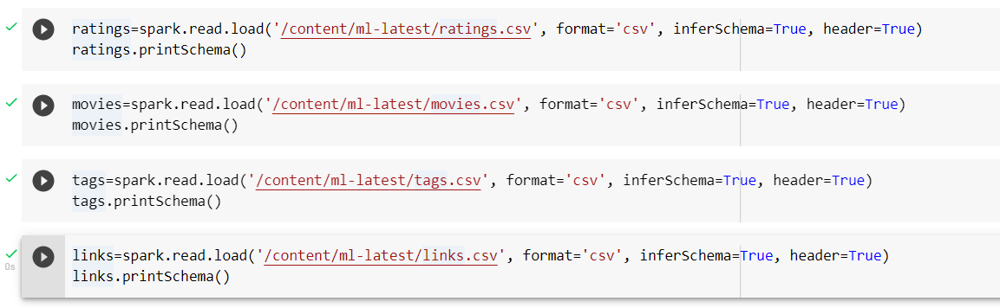 ratings=spark.read.load('/content/ml-latest/ratings.csv', format='csv', inferSchema=True, header=True)
ratings.printSchema()
movies=spark.read.load('/content/ml-latest/movies.csv', format='csv', inferSchema=True, header=True)
movies.printSchema()
tags=spark.read.load('/content/ml-latest/tags.csv', format='csv', inferSchema=True, header=True)
tags.printSchema()
links=spark.read.load('/content/ml-latest/links.csv', format='csv', inferSchema=True, header=True)
0s
links.printSchema()